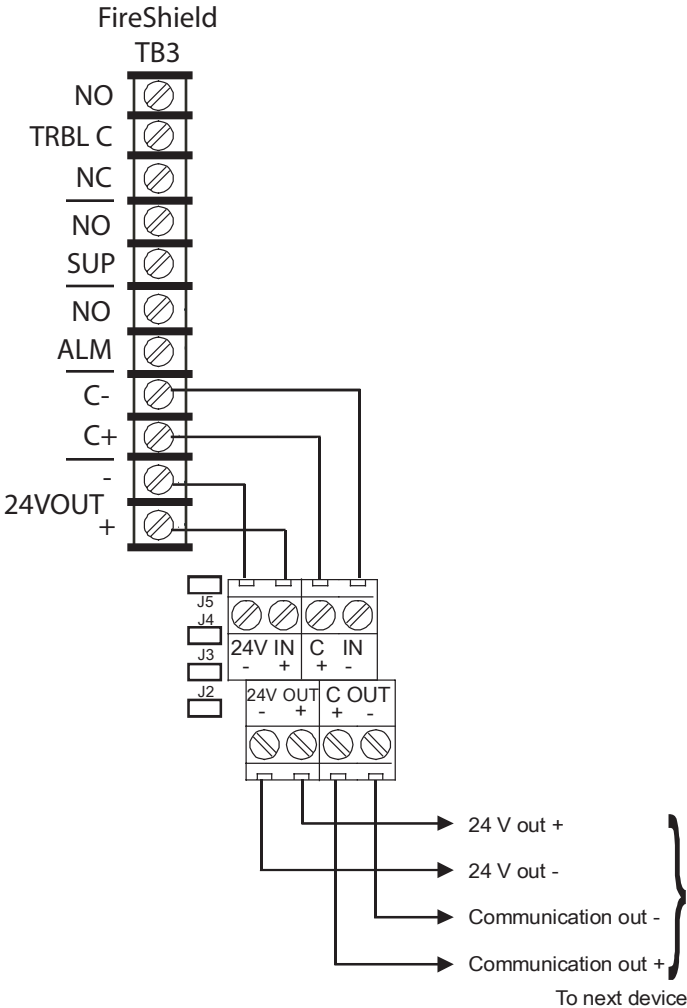 FireShield
TB3
NO
TRBL C
NC
NO
SUP
NO
ALM
C-
C+
-
24VOUT
+
J5
J4
J3
J2
24V IN C IN
- + + -
24V OUT C OUT
- + + -
24 V out +
24 V out -
Communication out -
Communication out +
To next device